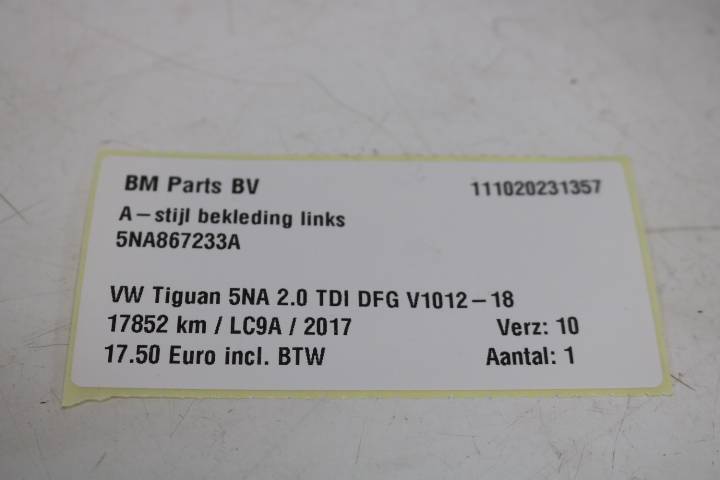 BM Parts BV 111020231357
A-stijl bekleding links
5NA867233A
VW Tiguan 5NA 2.0 TDI DFG V1012-18
17852 km / LC9A / 2017 Verz: 10
17.50 Euro incl. BTW Aantal: 1